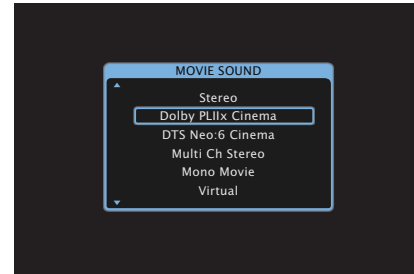 MOVIE SOUND
Stereo
Dolby PLIIx Cinema
DTS Neo:6 Cinema
Multi Ch Stereo
Mono Movie
Virtual